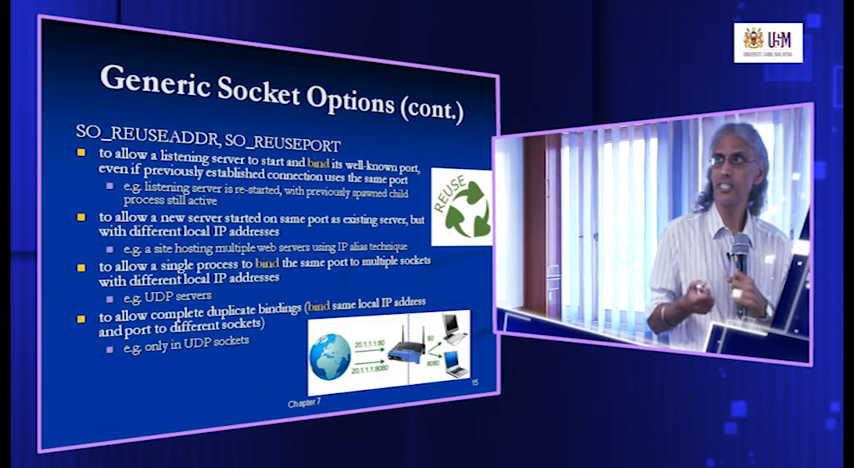 USM
UNIVERSITI SAINS MALAYSIA
Generic Socket Options (cont.)
SO_REUSEADDR, SO_REUSEPORT
to allow a listening server to start and bind its well-known port,
even if previously established connection uses the same port
e.g. listening server is re-started, with previously spawned child
process still active
to allow a new server started on same port as existing server, but
with different local IP addresses
e.g. a site hosting multiple web servers using IP alias technique
to allow a single process to bind the same port to multiple sockets
with different local IP addresses
e.g. UDP servers
to allow complete duplicate bindings (bind same local IP address
and port to different sockets)
e.g. only in UDP sockets
REUSE
20.1.1.1:80
80
20.1.1.1:8080
8080
Chapter 7
15